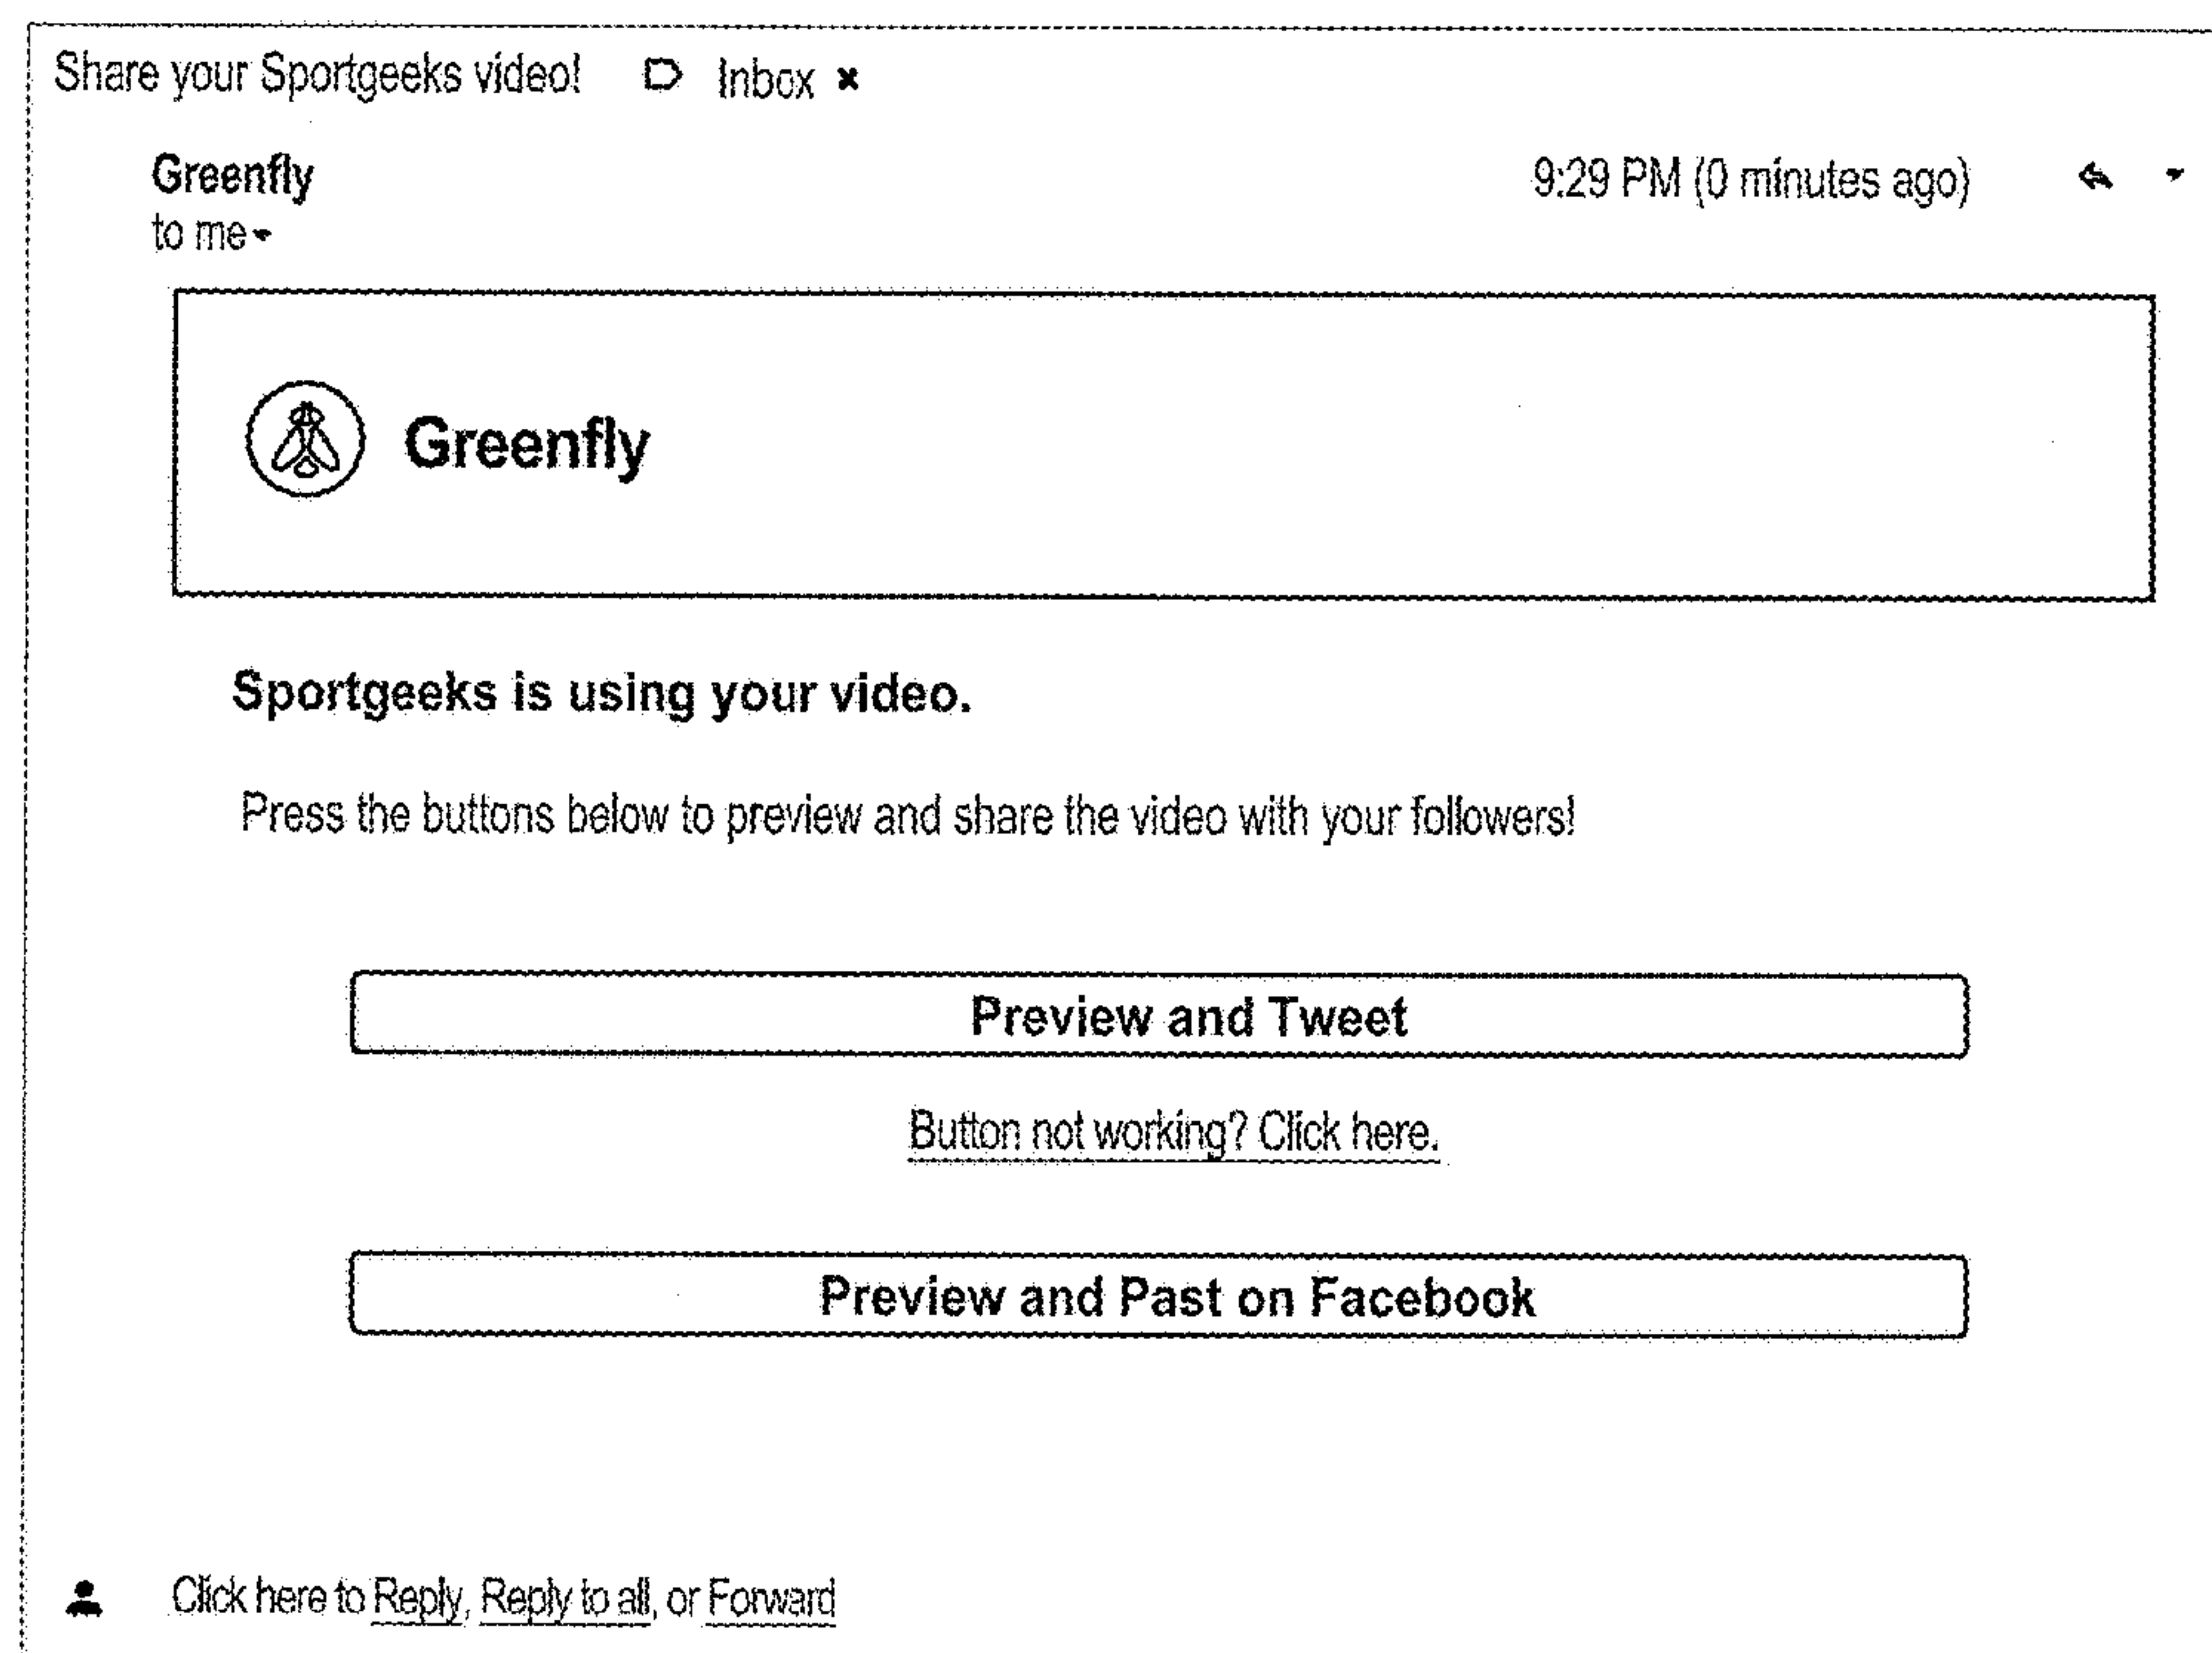 Share your Sportgeeks video! Inbox x
Greenfly 9:29 PM (0 minutes ago)
to me
Greenfly
Sportgeeks is using your video.
Press the buttons below to preview and share the video with your followers!
Preview and Tweet
Button not working? Click here.
Preview and Past on Facebook
Click here to Reply, Reply to all, or Forward